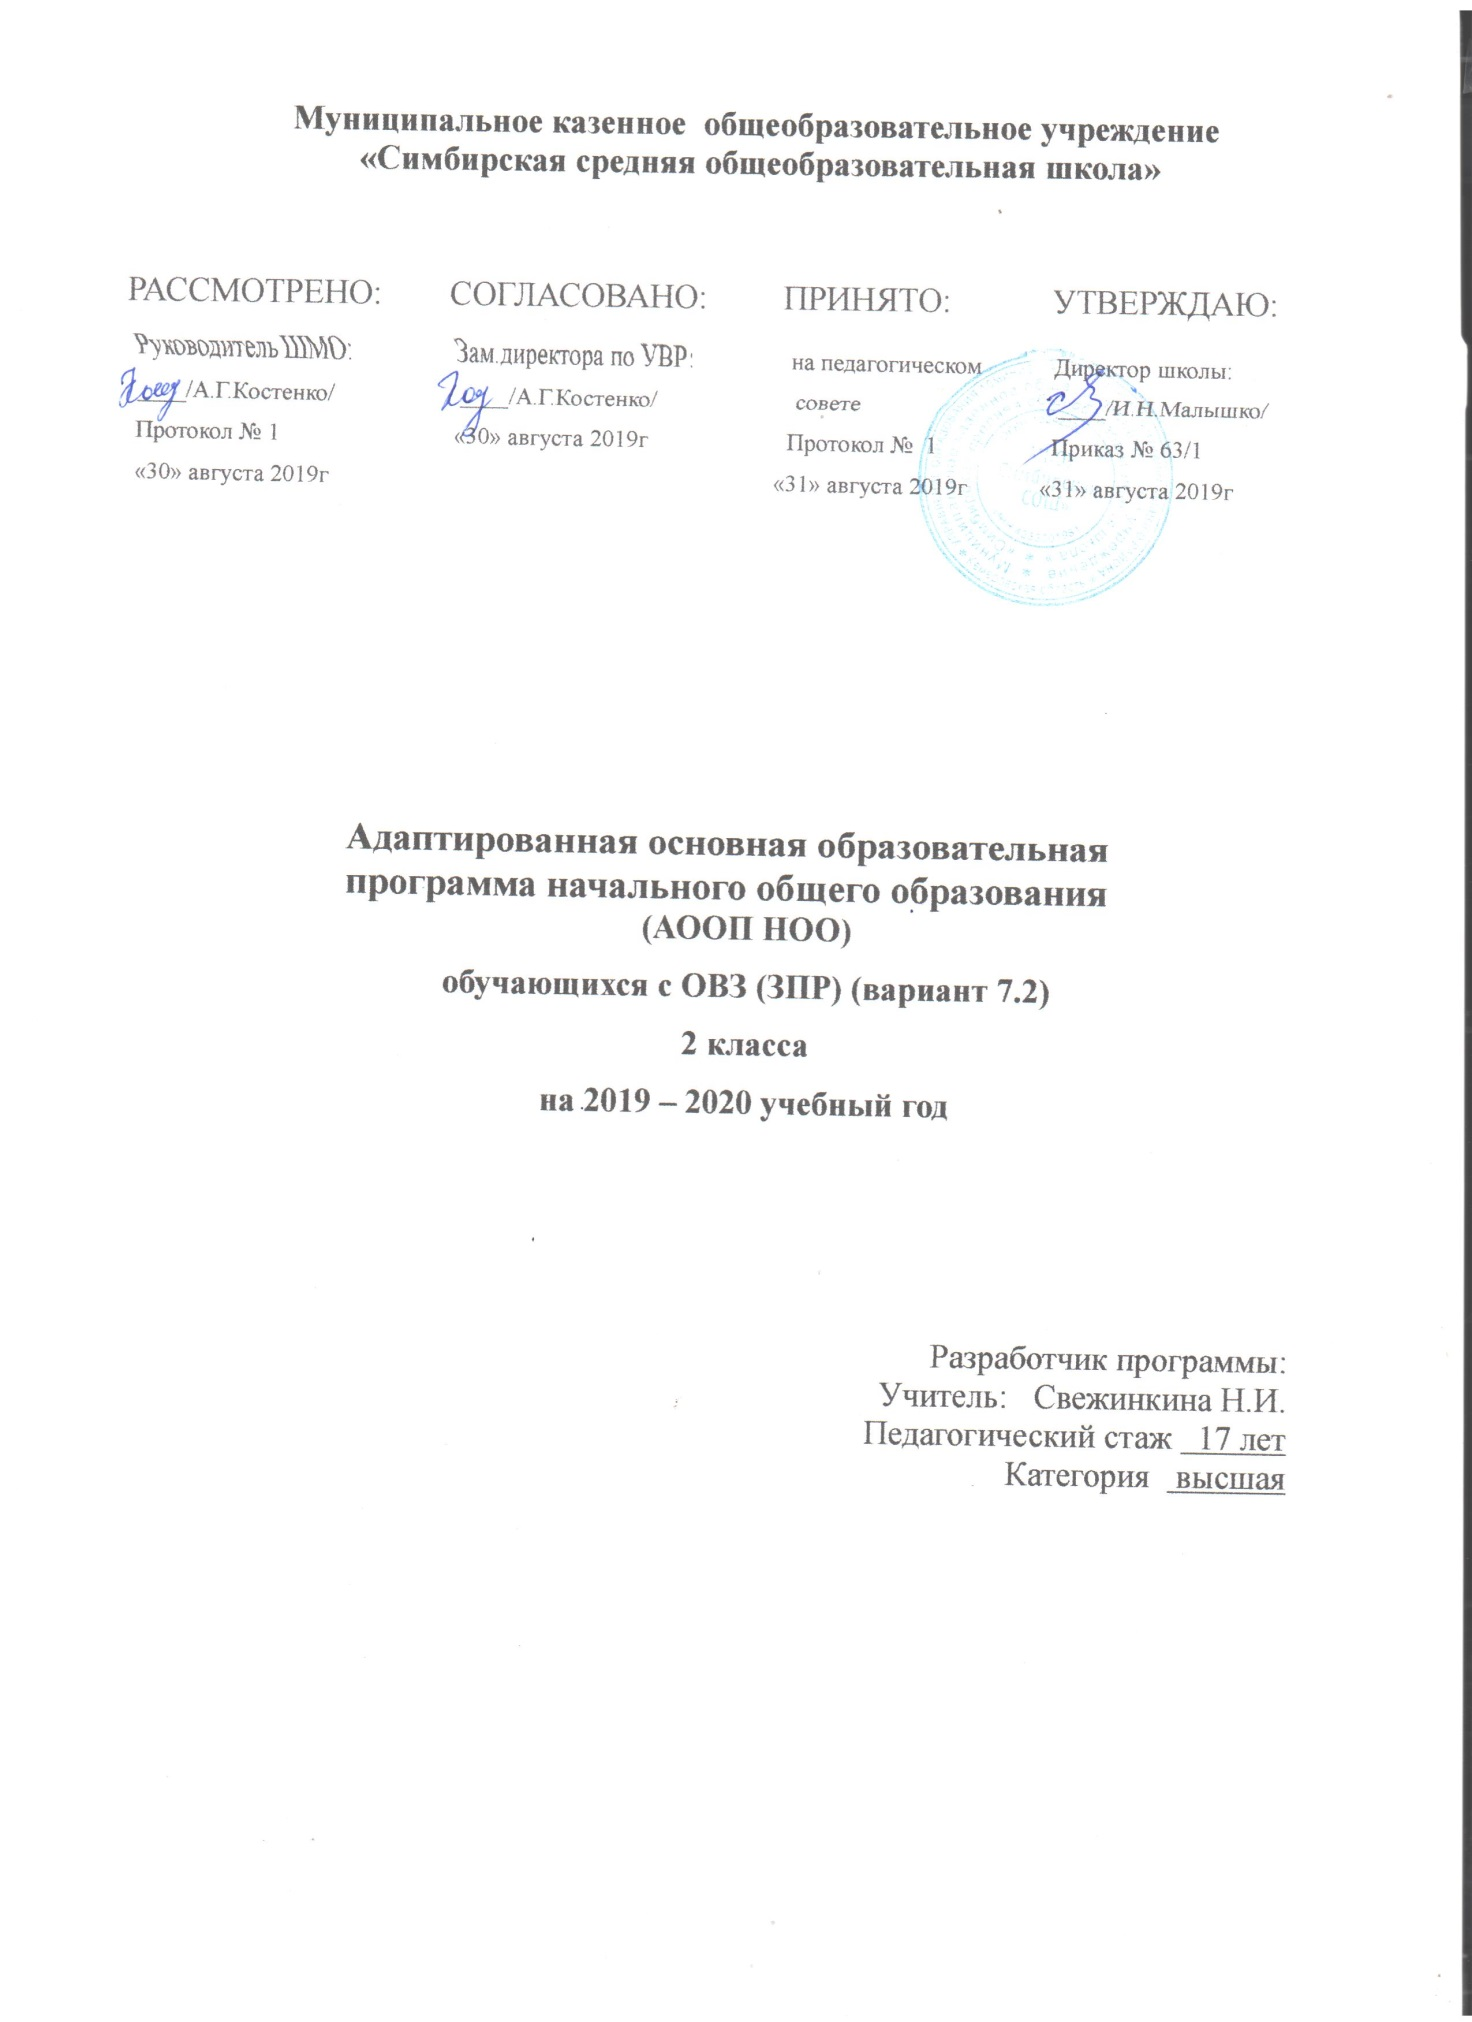 Муниципальное казенное общеобразовательное учреждение
«Симбирская средняя общеобразовательная школа»
РАССМОТРЕНО:
Руководитель ШМО:
/А.Г.Костенко/
Протокол № 1
«30» августа 2019г
СОГЛАСОВАНО:
Зам.директора по УВР:
/А.Г.Костенко/
«30» августа 2019г
ПРИНЯТО:
на педагогическом
совете
Протокол № 1
«31» августа 2019г
УТВЕРЖДАЮ:
Директор школы:
/И.Н.Малышко/
Приказ № 63/1
«31» августа 2019г
Адаптированная основная образовательная
программа начального общего образования
(АООП НОО)
обучающихся с ОВЗ (ЗПР) (вариант 7.2)
2 класса
на 2019 – 2020 учебный год
Разработчик программы:
Учитель: Свежинкина Н.И.
Педагогический стаж 17 лет
Категория высшая